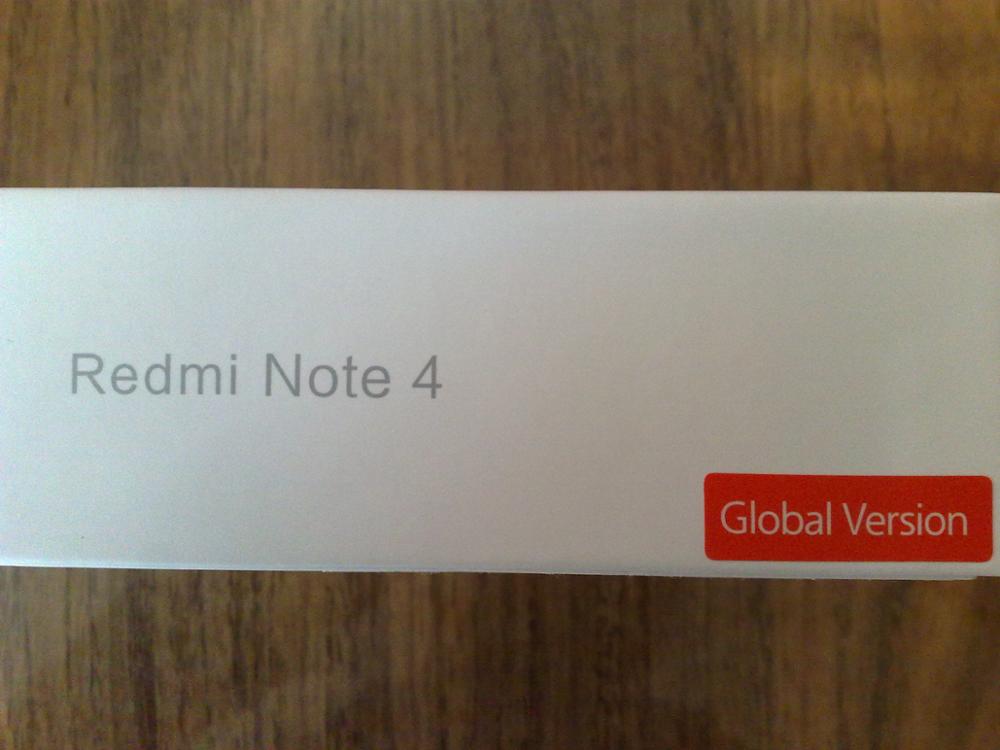 Redmi Note 4
Global Version